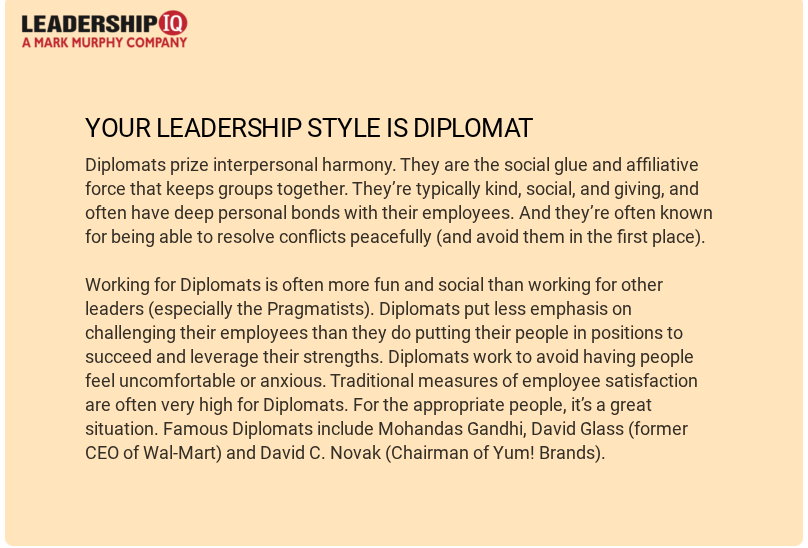 LEADERSHIP IQ
A MARK MURPHY COMPANY
YOUR LEADERSHIP STYLE IS DIPLOMAT
Diplomats prize interpersonal harmony. They are the social glue and affiliative
force that keeps groups together. They’re typically kind, social, and giving, and
often have deep personal bonds with their employees. And they’re often known
for being able to resolve conflicts peacefully (and avoid them in the first place).
Working for Diplomats is often more fun and social than working for other
leaders (especially the Pragmatists). Diplomats put less emphasis on
challenging their employees than they do putting their people in positions to
succeed and leverage their strengths. Diplomats work to avoid having people
feel uncomfortable or anxious. Traditional measures of employee satisfaction
are often very high for Diplomats. For the appropriate people, it’s a great
situation. Famous Diplomats include Mohandas Gandhi, David Glass (former
CEO of Wal-Mart) and David C. Novak (Chairman of Yum! Brands).